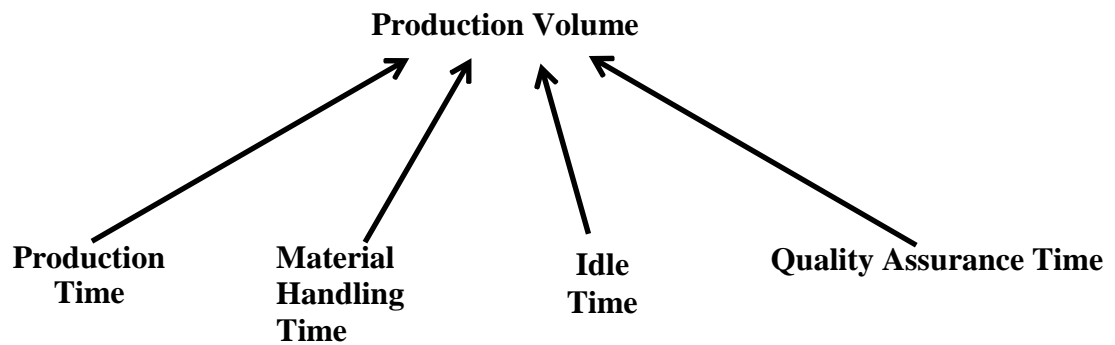 Production Volume
Production
Time
Material
Handling
Time
Idle
Time
Quality Assurance Time